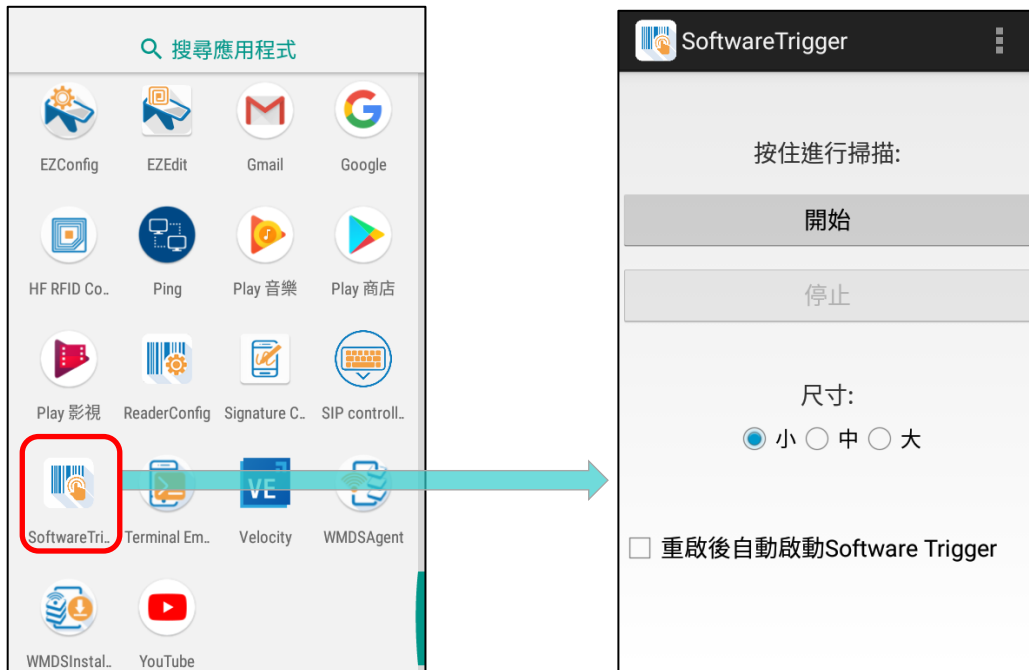 搜尋應用程式
EZConfig
EZEdit
Gmail
Google
HF RFID Co..
Ping
Play 音樂
Play 商店
Play 影視
ReaderConfig
Signature C..
SIP controll..
SoftwareTri..
Terminal Em..
VE
Velocity
WMDSAgent
WMDSInstal..
YouTube
SoftwareTrigger
按住進行掃描:
開始
停止
尺寸:
小 中 大
重啟後自動啟動Software Trigger